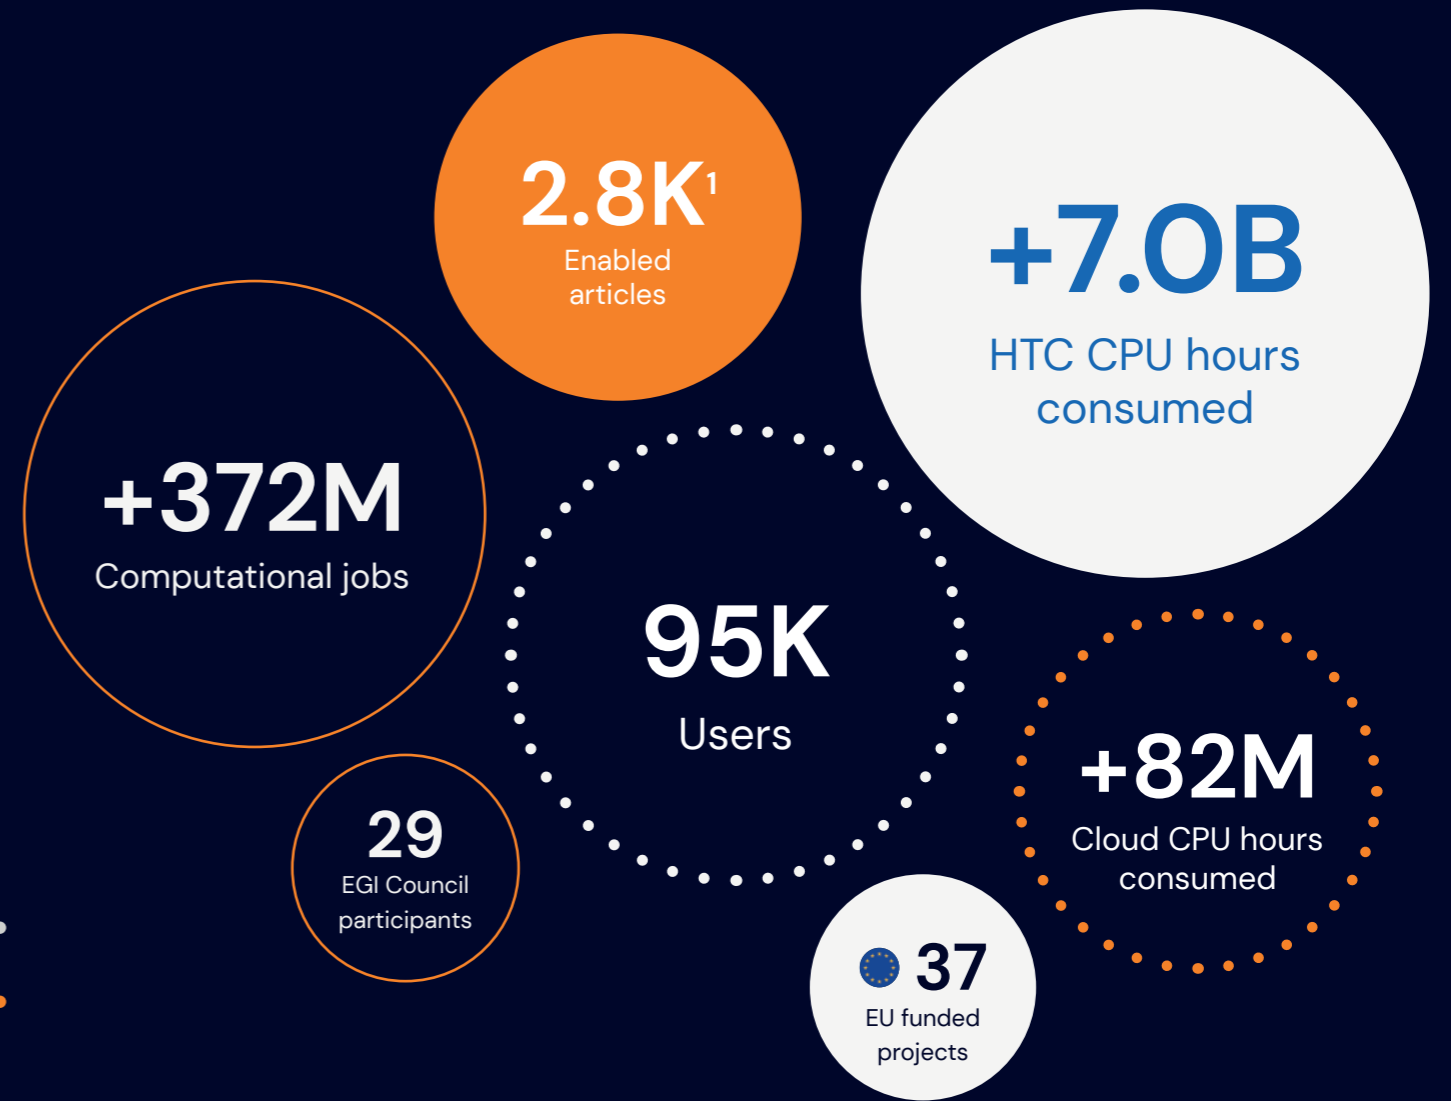 2.8K¹
Enabled
articles
+7.0B
HTC CPU hours
consumed
+372M
Computational jobs
95K
Users
+82M
Cloud CPU hours
consumed
29
EGI Council
participants
37
EU funded
projects